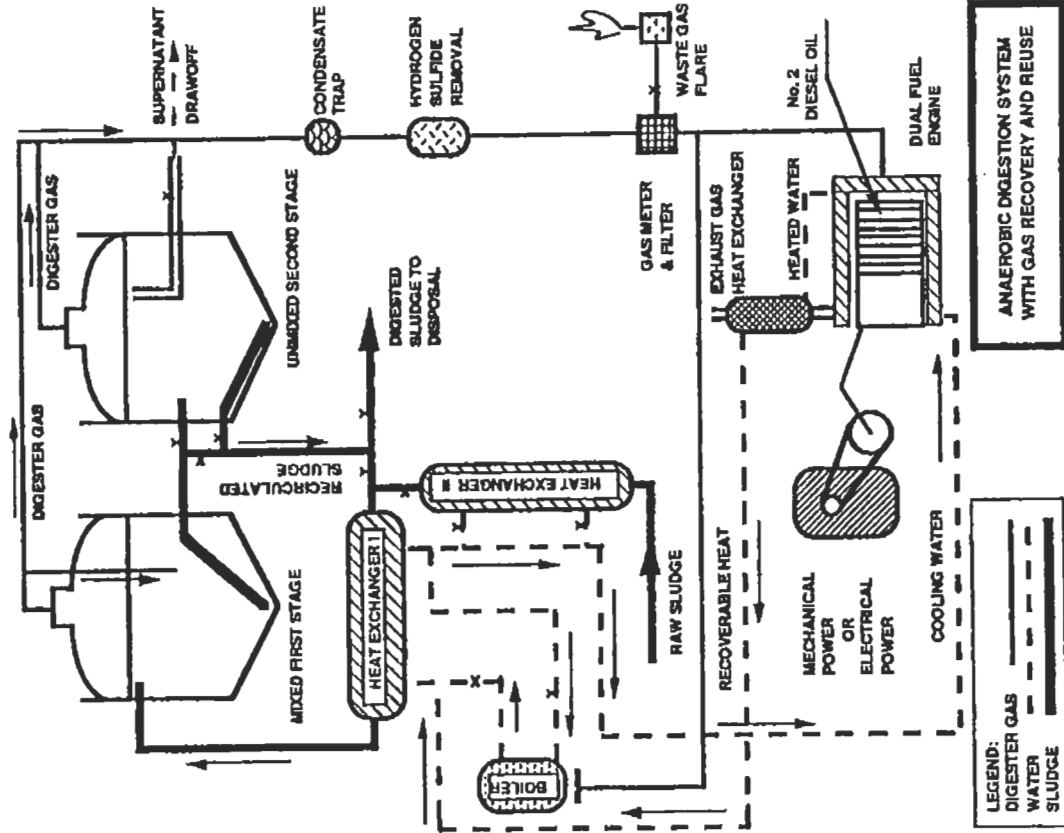 DIGESTER GAS
DIGESTER GAS
SUPERNATANT
DRAWOFF
MIXED FIRST STAGE
UNMIXED SECOND STAGE
CONDENSATE
TRAP
RECIRCULATED
SLUDGE
DIGESTED
SLUDGE TO
DISPOSAL
HYDROGEN
SULFIDE
REMOVAL
HEAT EXCHANGER I
HEAT EXCHANGER II
BOILER
RAW SLUDGE
GAS METER
& FILTER
WASTE GAS
FLARE
RECOVERABLE HEAT
EXHAUST GAS
HEAT EXCHANGER
HEATED WATER
No. 2
DIESEL OIL
MECHANICAL
POWER
OR
ELECTRICAL
POWER
DUAL FUEL
ENGINE
COOLING WATER
LEGEND:
DIGESTER GAS
WATER
SLUDGE
ANAEROBIC DIGESTION SYSTEM
WITH GAS RECOVERY AND REUSE